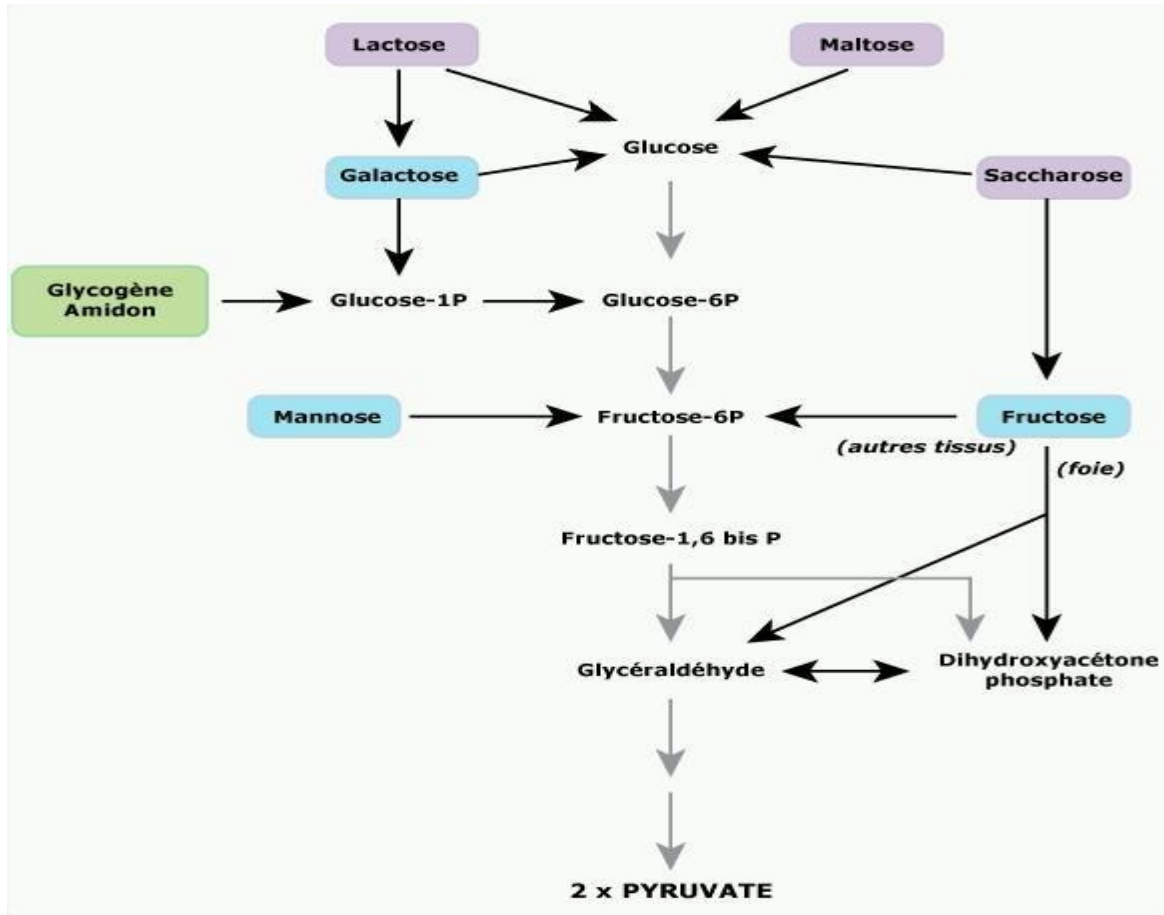 Lactose
Maltose
Glucose
Galactose
Saccharose
Glycogène
Amidon
Glucose-1P
Glucose-6P
Mannose
Fructose-6P
Fructose
(autres tissus)
(foie)
Fructose-1,6 bis P
Glycéraldéhyde
Dihydroxyacétone
phosphate
2 x PYRUVATE